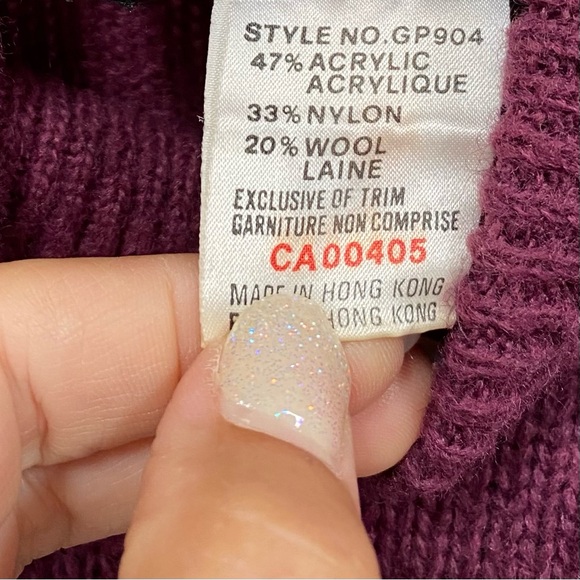 STYLE NO.GP904
47% ACRYLIC
ACRYLIQUE
33% NYLON
20% WOOL
LAINE
EXCLUSIVE OF TRIM
GARNITURE NON COMPRISE
CA00405
MADE IN HONG KONG
HONG KONG